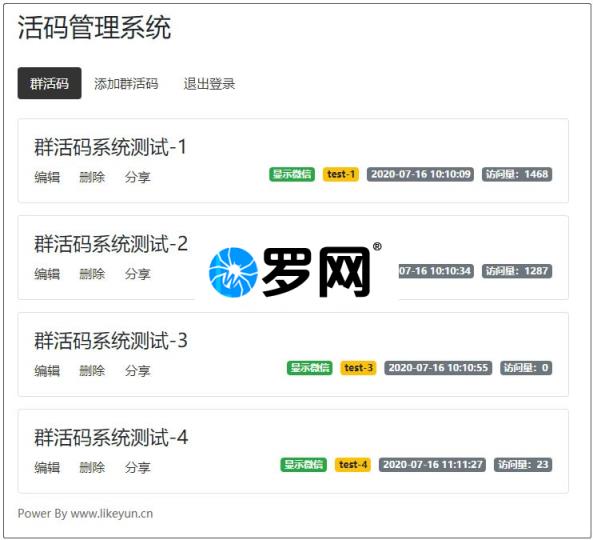 活码管理系统
群活码 添加群活码 退出登录
群活码系统测试-1
编辑 删除 分享 显示微信 test-1 2020-07-16 10:10:09 访问量：1468
群活码系统测试-2
编辑 删除 分享 07-16 10:10:34 访问量：1287
罗网®
群活码系统测试-3
编辑 删除 分享 显示微信 test-3 2020-07-16 10:10:55 访问量：0
群活码系统测试-4
编辑 删除 分享 显示微信 test-4 2020-07-16 11:11:27 访问量：23
Power By www.likeyun.cn